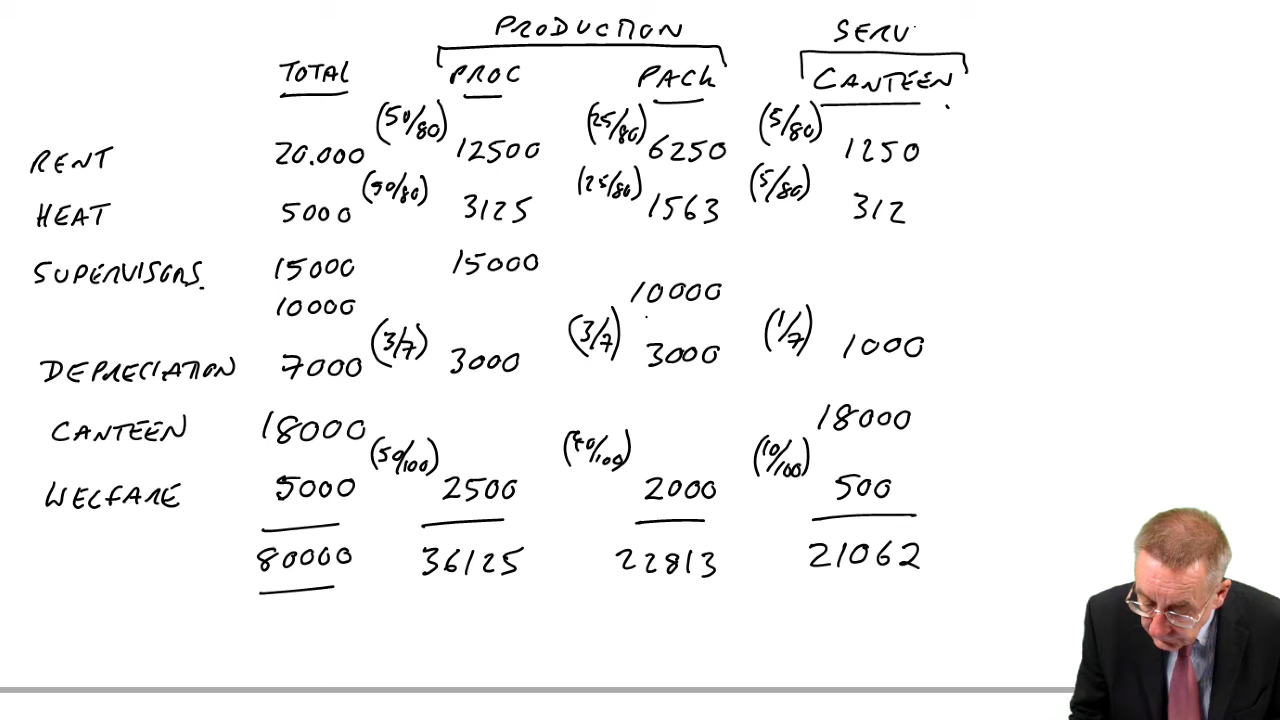 PRODUCTION SERV
TOTAL PROC PACK CANTEEN
RENT 20.000 (50/80) 12500 (25/80) 6250 (5/80) 1250
HEAT 5000 (50/80) 3125 (25/80) 1563 (5/80) 312
SUPERVISORS. 15000 15000
10000 10000
DEPRECIATION 7000 (3/7) 3000 (3/7) 3000 (1/7) 1000
CANTEEN 18000 18000
WELFARE 5000 (50/100) 2500 (40/100) 2000 (10/100) 500
80000 36125 22813 21062